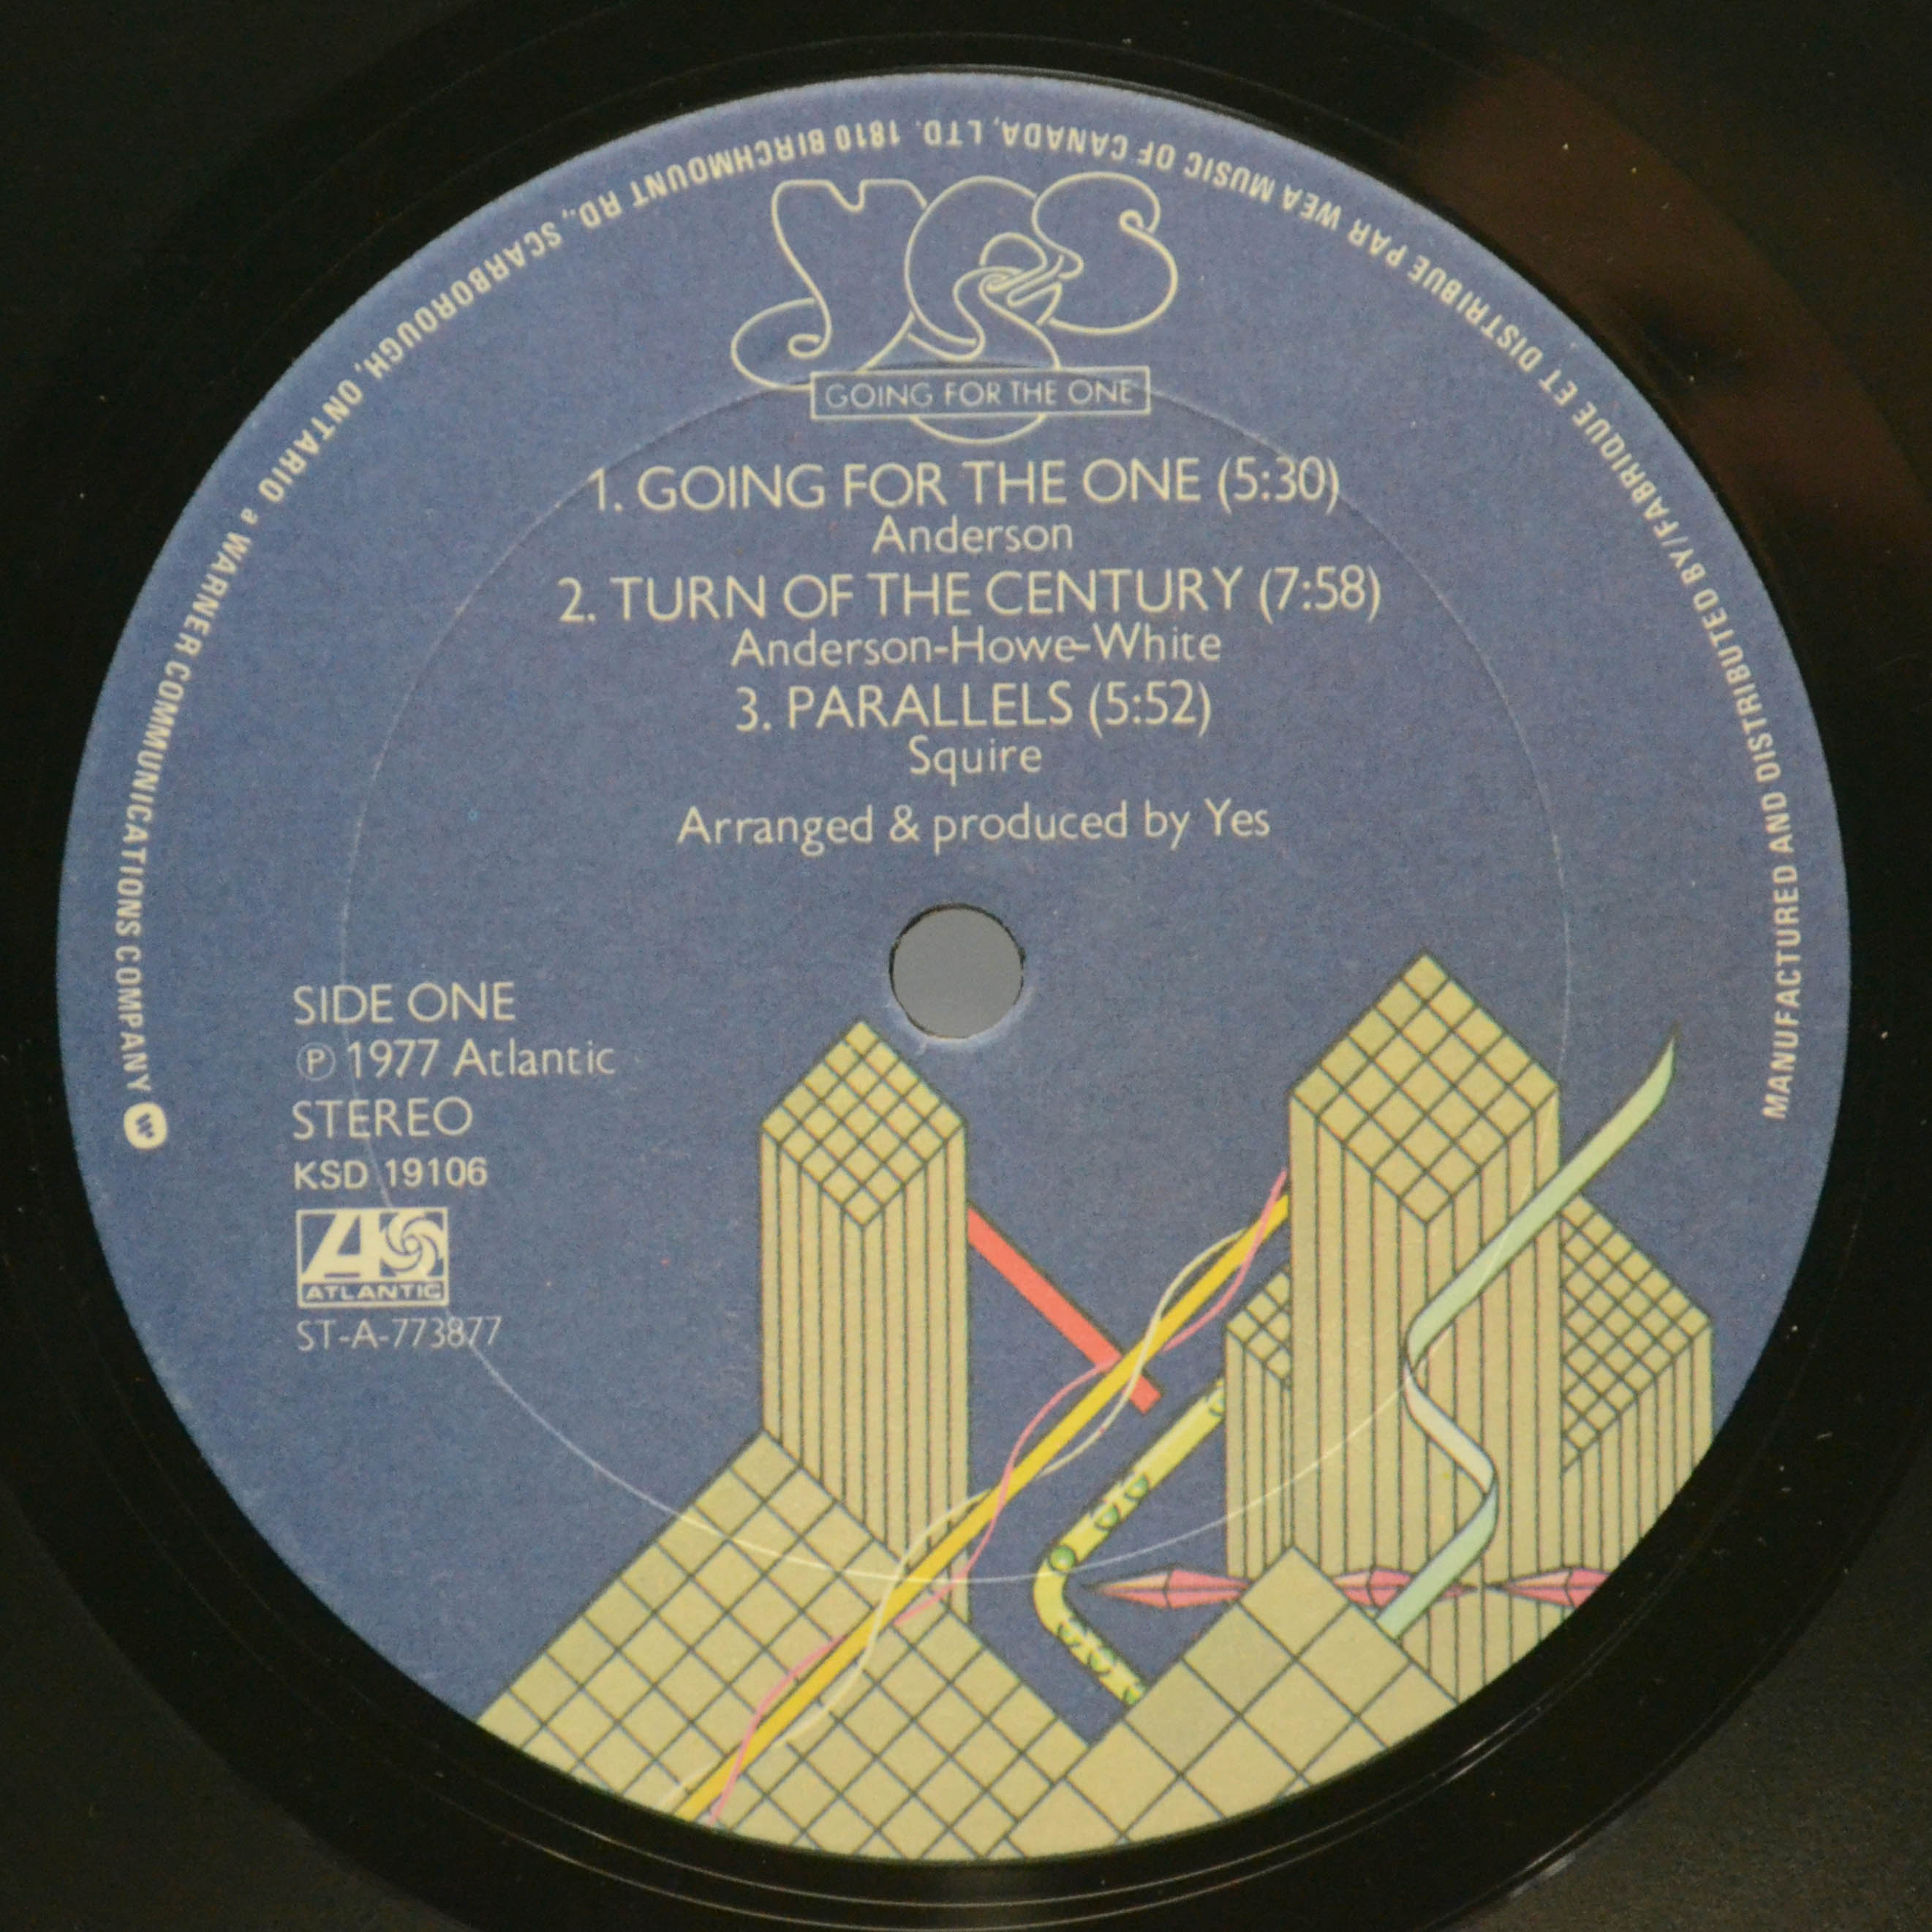 MANUFACTURED AND DISTRIBUTED BY/FABRIQUE ET DISTRIBUE PAR WEA MUSIC OF CANADA, LTD. 1810 BIRCHMOUNT RD., SCARBOROUGH, ONTARIO a WARNER COMMUNICATIONS COMPANY W
YES
GOING FOR THE ONE
1. GOING FOR THE ONE (5:30)
Anderson
2. TURN OF THE CENTURY (7:58)
Anderson-Howe-White
3. PARALLELS (5:52)
Squire
Arranged & produced by Yes
SIDE ONE
℗ 1977 Atlantic
STEREO
KSD 19106
ATLANTIC
ST-A-773877